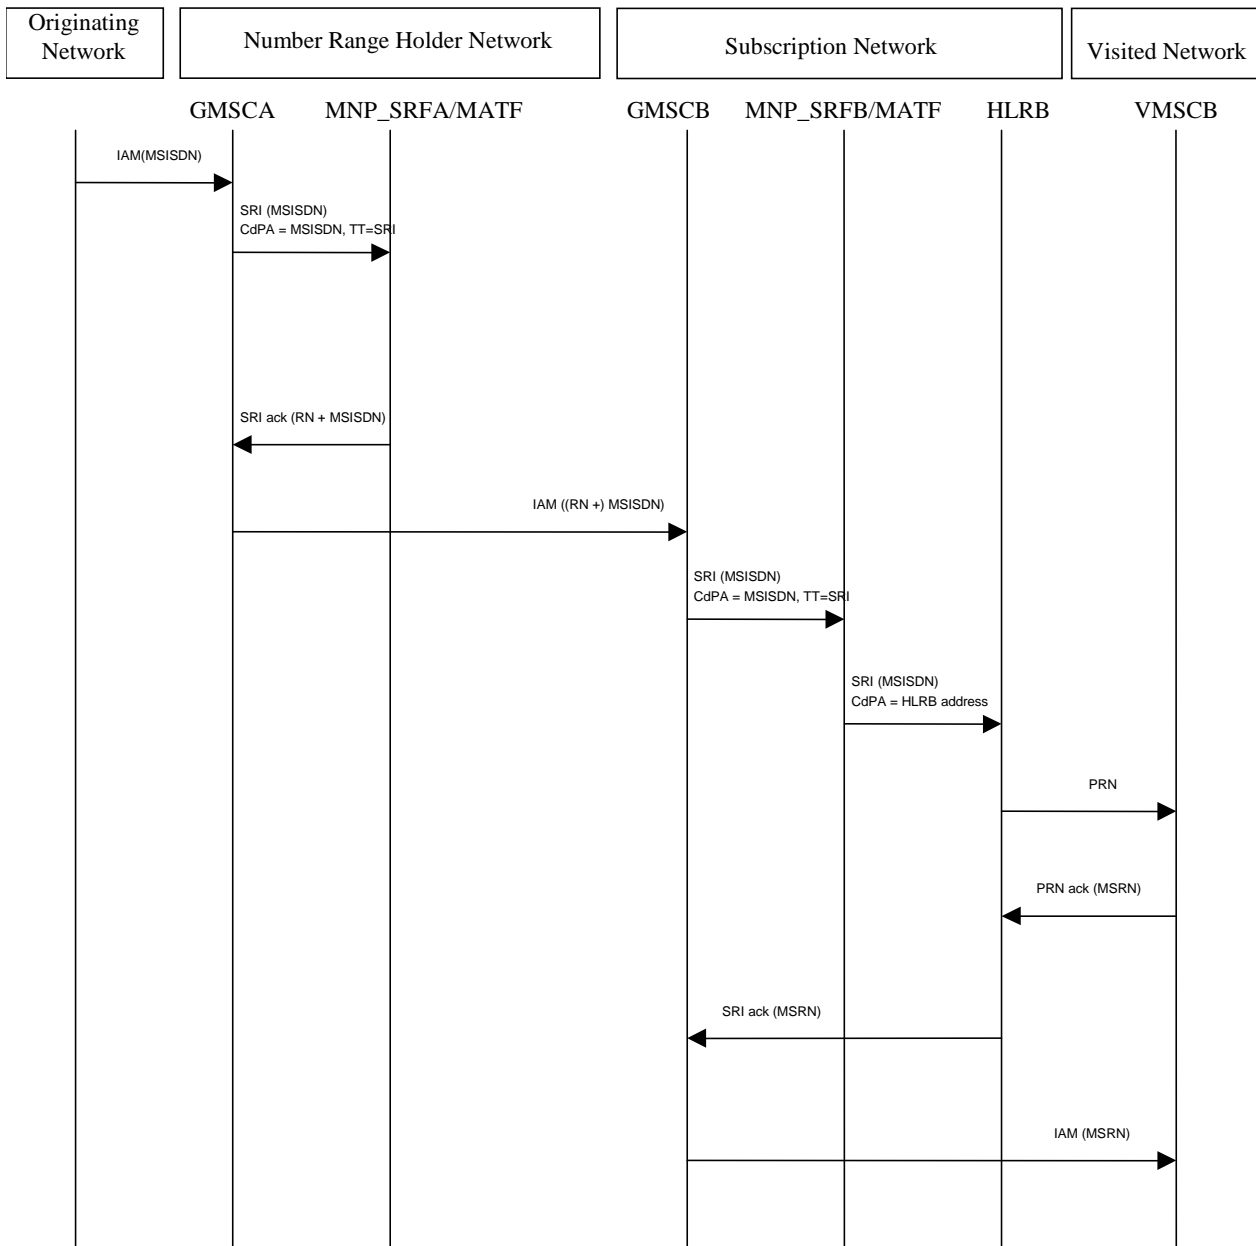 Originating
Network
Number Range Holder Network
Subscription Network
Visited Network
GMSCA
MNP_SRFA/MATF
GMSCB
MNP_SRFB/MATF
HLRB
VMSCB
IAM(MSISDN)
SRI (MSISDN)
CdPA = MSISDN, TT=SRI
SRI ack (RN + MSISDN)
IAM ((RN +) MSISDN)
SRI (MSISDN)
CdPA = MSISDN, TT=SRI
SRI (MSISDN)
CdPA = HLRB address
PRN
PRN ack (MSRN)
SRI ack (MSRN)
IAM (MSRN)